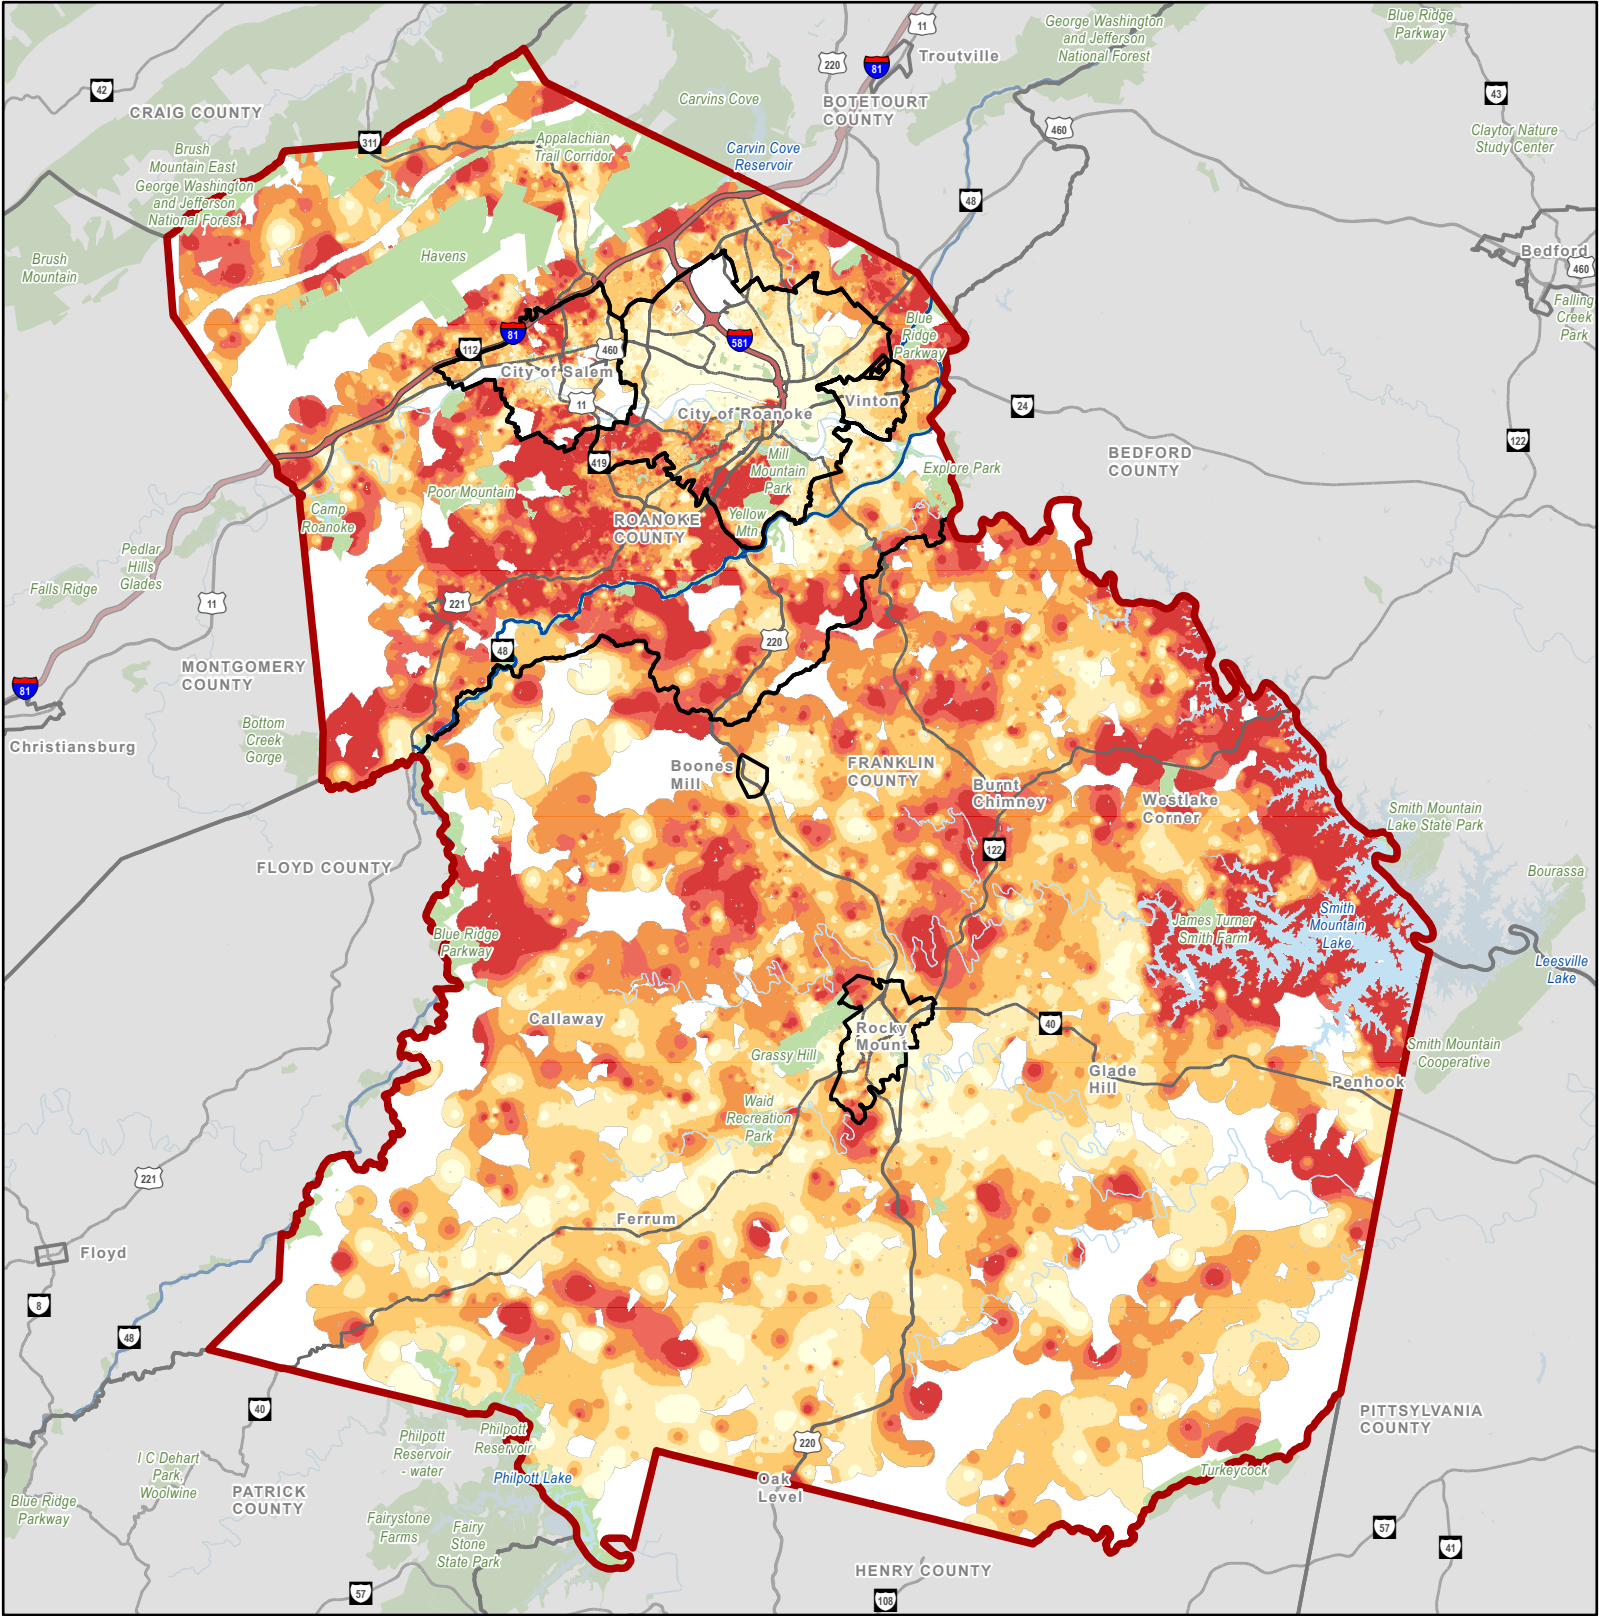 11
Troutville
220
81
George Washington
and Jefferson
National Forest
Blue Ridge
Parkway
42
CRAIG COUNTY
Carvins Cove
BOTETOURT
COUNTY
43
460
Claytor Nature
Study Center
311
Appalachian
Trail Corridor
Carvin Cove
Reservoir
Brush
Mountain East
George Washington
and Jefferson
National Forest
48
Brush
Mountain
Havens
Bedford
460
Falling
Creek
Park
81
112
460
581
Blue
Ridge
Parkway
City of Salem
11
City of Roanoke
Vinton
24
122
419
Mill
Mountain
Park
Explore Park
BEDFORD
COUNTY
Poor Mountain
Camp
Roanoke
ROANOKE
COUNTY
Yellow
Mtn
Pedlar
Hills
Glades
Falls Ridge
11
221
48
220
MONTGOMERY
COUNTY
81
Christiansburg
Bottom
Creek
Gorge
Boones
Mill
FRANKLIN
COUNTY
Burnt
Chimney
Westlake
Corner
Smith Mountain
Lake State Park
122
FLOYD COUNTY
Bourassa
Blue Ridge
Parkway
James Turner
Smith Farm
Smith
Mountain
Lake
Leesville
Lake
Callaway
Rocky
Mount
40
Grassy Hill
Glade
Hill
Penhook
Smith Mountain
Cooperative
Waid
Recreation
Park
221
Ferrum
Floyd
8
48
40
Philpott
Reservoir
- water
Philpott
Reservoir
220
PITTSYLVANIA
COUNTY
I C Dehart
Park,
Woolwine
Philpott Lake
Oak
Level
Turkeycock
PATRICK
COUNTY
Blue Ridge
Parkway
Fairystone
Farms
Fairy
Stone
State Park
57
41
HENRY COUNTY
57
108